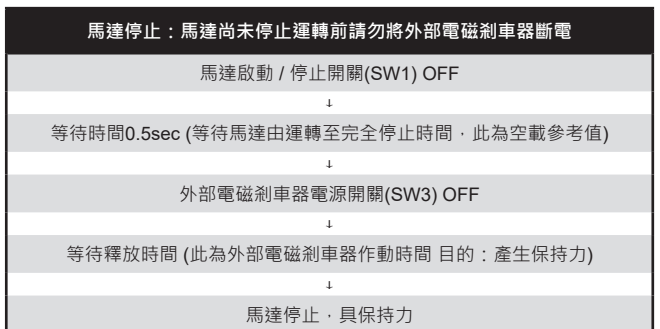 馬達停止：馬達尚未停止運轉前請勿將外部電磁剎車器斷電
馬達啟動 / 停止開關(SW1) OFF
↓
等待時間0.5sec (等待馬達由運轉至完全停止時間，此為空載參考值)
↓
外部電磁剎車器電源開關(SW3) OFF
↓
等待釋放時間 (此為外部電磁剎車器作動時間 目的：產生保持力)
↓
馬達停止，具保持力